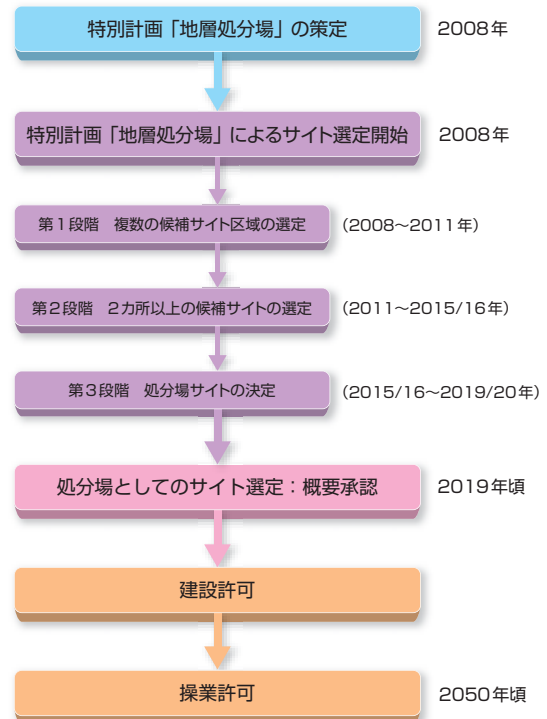 特別計画「地層処分場」の策定 2008年
特別計画「地層処分場」によるサイト選定開始 2008年
第1段階 複数の候補サイト区域の選定 (2008〜2011年)
第2段階 2カ所以上の候補サイトの選定 (2011〜2015/16年)
第3段階 処分場サイトの決定 (2015/16〜2019/20年)
処分場としてのサイト選定:概要承認 2019年頃
建設許可
操業許可 2050年頃